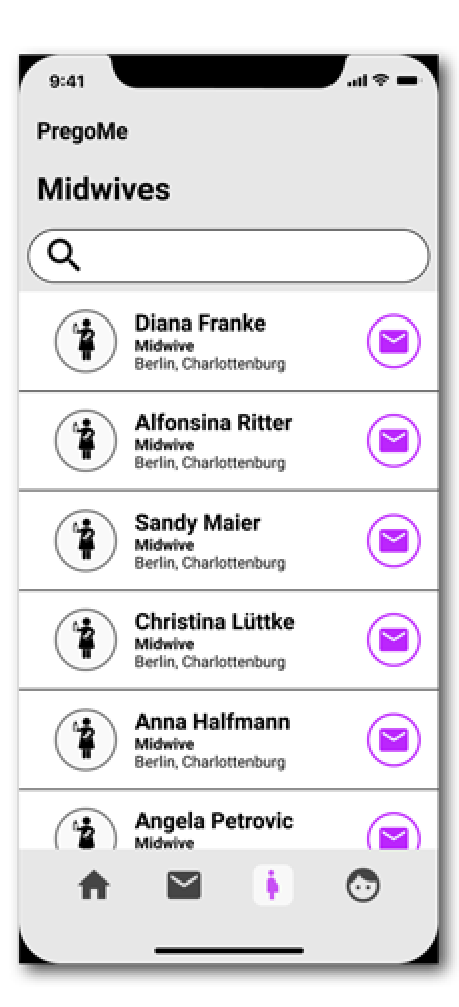 9:41
PregoMe
Midwives
Diana Franke
Midwive
Berlin, Charlottenburg
Alfonsina Ritter
Midwive
Berlin, Charlottenburg
Sandy Maier
Midwive
Berlin, Charlottenburg
Christina Lüttke
Midwive
Berlin, Charlottenburg
Anna Halfmann
Midwive
Berlin, Charlottenburg
Angela Petrovic
Midwive